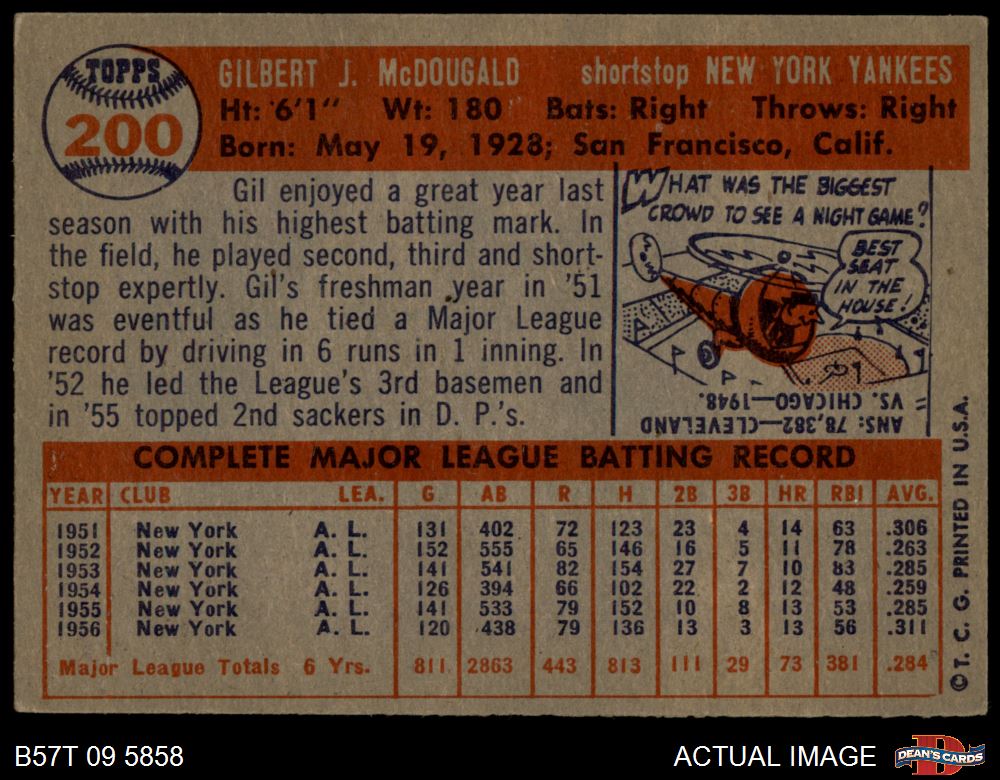 TOPPS
200
GILBERT J. McDOUGALD shortstop NEW YORK YANKEES
Ht: 6'1" Wt: 180 Bats: Right Throws: Right
Born: May 19, 1928; San Francisco, Calif.
Gil enjoyed a great year last
season with his highest batting mark. In
the field, he played second, third and short-
stop expertly. Gil's freshman year in '51
was eventful as he tied a Major League
record by driving in 6 runs in 1 inning. In
'52 he led the League's 3rd basemen and
in '55 topped 2nd sackers in D. P.'s.
WHAT WAS THE BIGGEST
CROWD TO SEE A NIGHT GAME?
BEST
SEAT
IN THE
HOUSE!
ANS: 78,382—CLEVELAND
VS. CHICAGO—1948.
COMPLETE MAJOR LEAGUE BATTING RECORD
YEAR CLUB LEA. G AB R H 2B 3B HR RBI AVG.
1951 New York A. L. 131 402 72 123 23 4 14 63 .306
1952 New York A. L. 152 555 65 146 16 5 11 78 .263
1953 New York A. L. 141 541 82 154 27 7 10 83 .285
1954 New York A. L. 126 394 66 102 22 2 12 48 .259
1955 New York A. L. 141 533 79 152 10 8 13 53 .285
1956 New York A. L. 120 438 79 136 13 3 13 56 .311
Major League Totals 6 Yrs. 811 2863 443 813 111 29 73 381 .284
©T. C. G. PRINTED IN U.S.A.
B57T 09 5858
ACTUAL IMAGE
DEAN'S CARDS